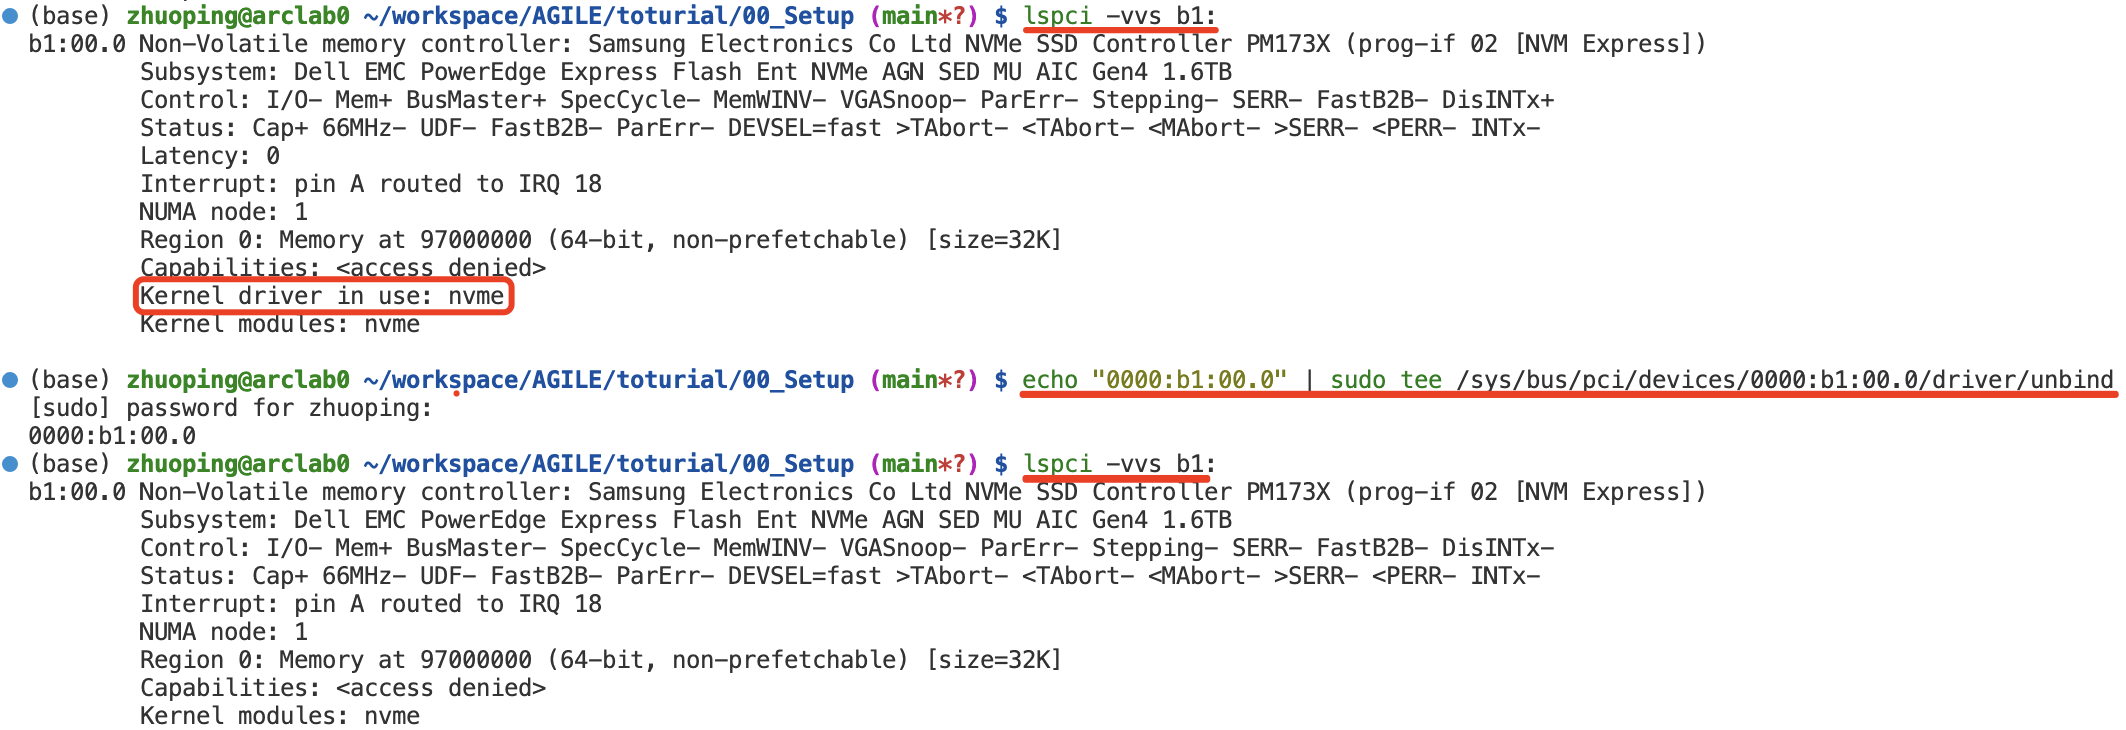 (base) zhuoping@arclab0 ~/workspace/AGILE/toturial/00_Setup (main*?) $ lspci -vvs b1:
b1:00.0 Non-Volatile memory controller: Samsung Electronics Co Ltd NVMe SSD Controller PM173X (prog-if 02 [NVM Express])
Subsystem: Dell EMC PowerEdge Express Flash Ent NVMe AGN SED MU AIC Gen4 1.6TB
Control: I/O- Mem+ BusMaster+ SpecCycle- MemWINV- VGASnoop- ParErr- Stepping- SERR- FastB2B- DisINTx+
Status: Cap+ 66MHz- UDF- FastB2B- ParErr- DEVSEL=fast >TAbort- <TAbort- <MAbort- >SERR- <PERR- INTx-
Latency: 0
Interrupt: pin A routed to IRQ 18
NUMA node: 1
Region 0: Memory at 97000000 (64-bit, non-prefetchable) [size=32K]
Capabilities: <access denied>
Kernel driver in use: nvme
Kernel modules: nvme
(base) zhuoping@arclab0 ~/workspace/AGILE/toturial/00_Setup (main*?) $ echo "0000:b1:00.0" | sudo tee /sys/bus/pci/devices/0000:b1:00.0/driver/unbind
[sudo] password for zhuoping:
0000:b1:00.0
(base) zhuoping@arclab0 ~/workspace/AGILE/toturial/00_Setup (main*?) $ lspci -vvs b1:
b1:00.0 Non-Volatile memory controller: Samsung Electronics Co Ltd NVMe SSD Controller PM173X (prog-if 02 [NVM Express])
Subsystem: Dell EMC PowerEdge Express Flash Ent NVMe AGN SED MU AIC Gen4 1.6TB
Control: I/O- Mem+ BusMaster- SpecCycle- MemWINV- VGASnoop- ParErr- Stepping- SERR- FastB2B- DisINTx-
Status: Cap+ 66MHz- UDF- FastB2B- ParErr- DEVSEL=fast >TAbort- <TAbort- <MAbort- >SERR- <PERR- INTx-
Interrupt: pin A routed to IRQ 18
NUMA node: 1
Region 0: Memory at 97000000 (64-bit, non-prefetchable) [size=32K]
Capabilities: <access denied>
Kernel modules: nvme